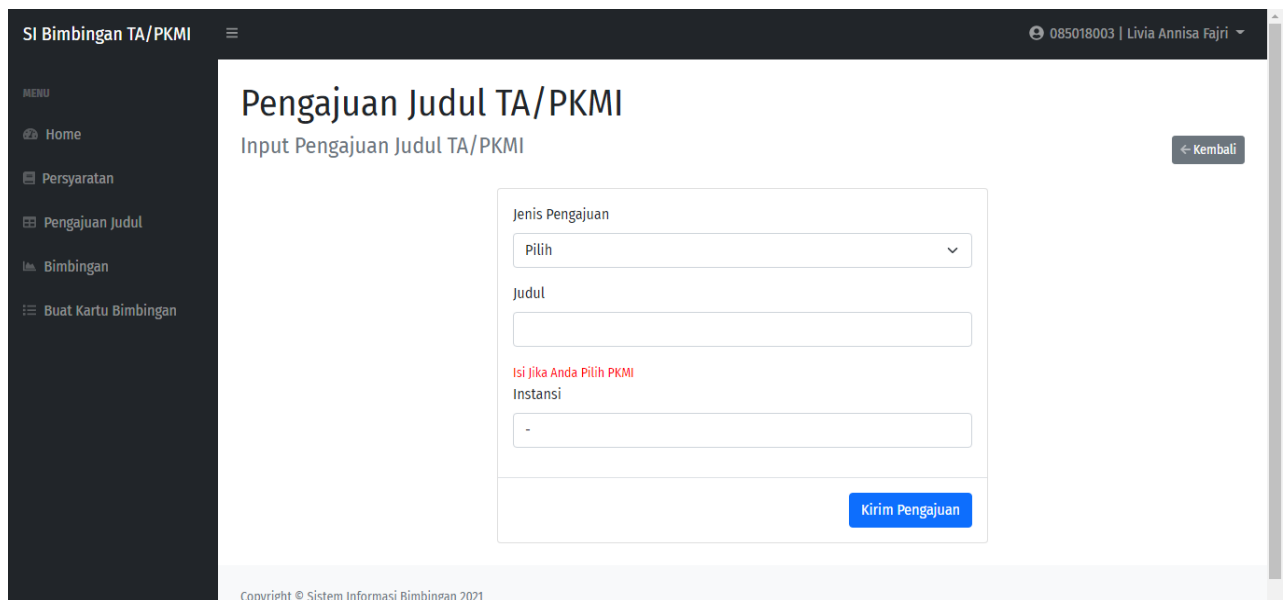 SI Bimbingan TA/PKMI
085018003 | Livia Annisa Fajri
MENU
Home
Persyaratan
Pengajuan Judul
Bimbingan
Buat Kartu Bimbingan
Pengajuan Judul TA/PKMI
Input Pengajuan Judul TA/PKMI
← Kembali
Jenis Pengajuan
Pilih
Judul
Isi Jika Anda Pilih PKMI
Instansi
-
Kirim Pengajuan
Copyright © Sistem Informasi Bimbingan 2021